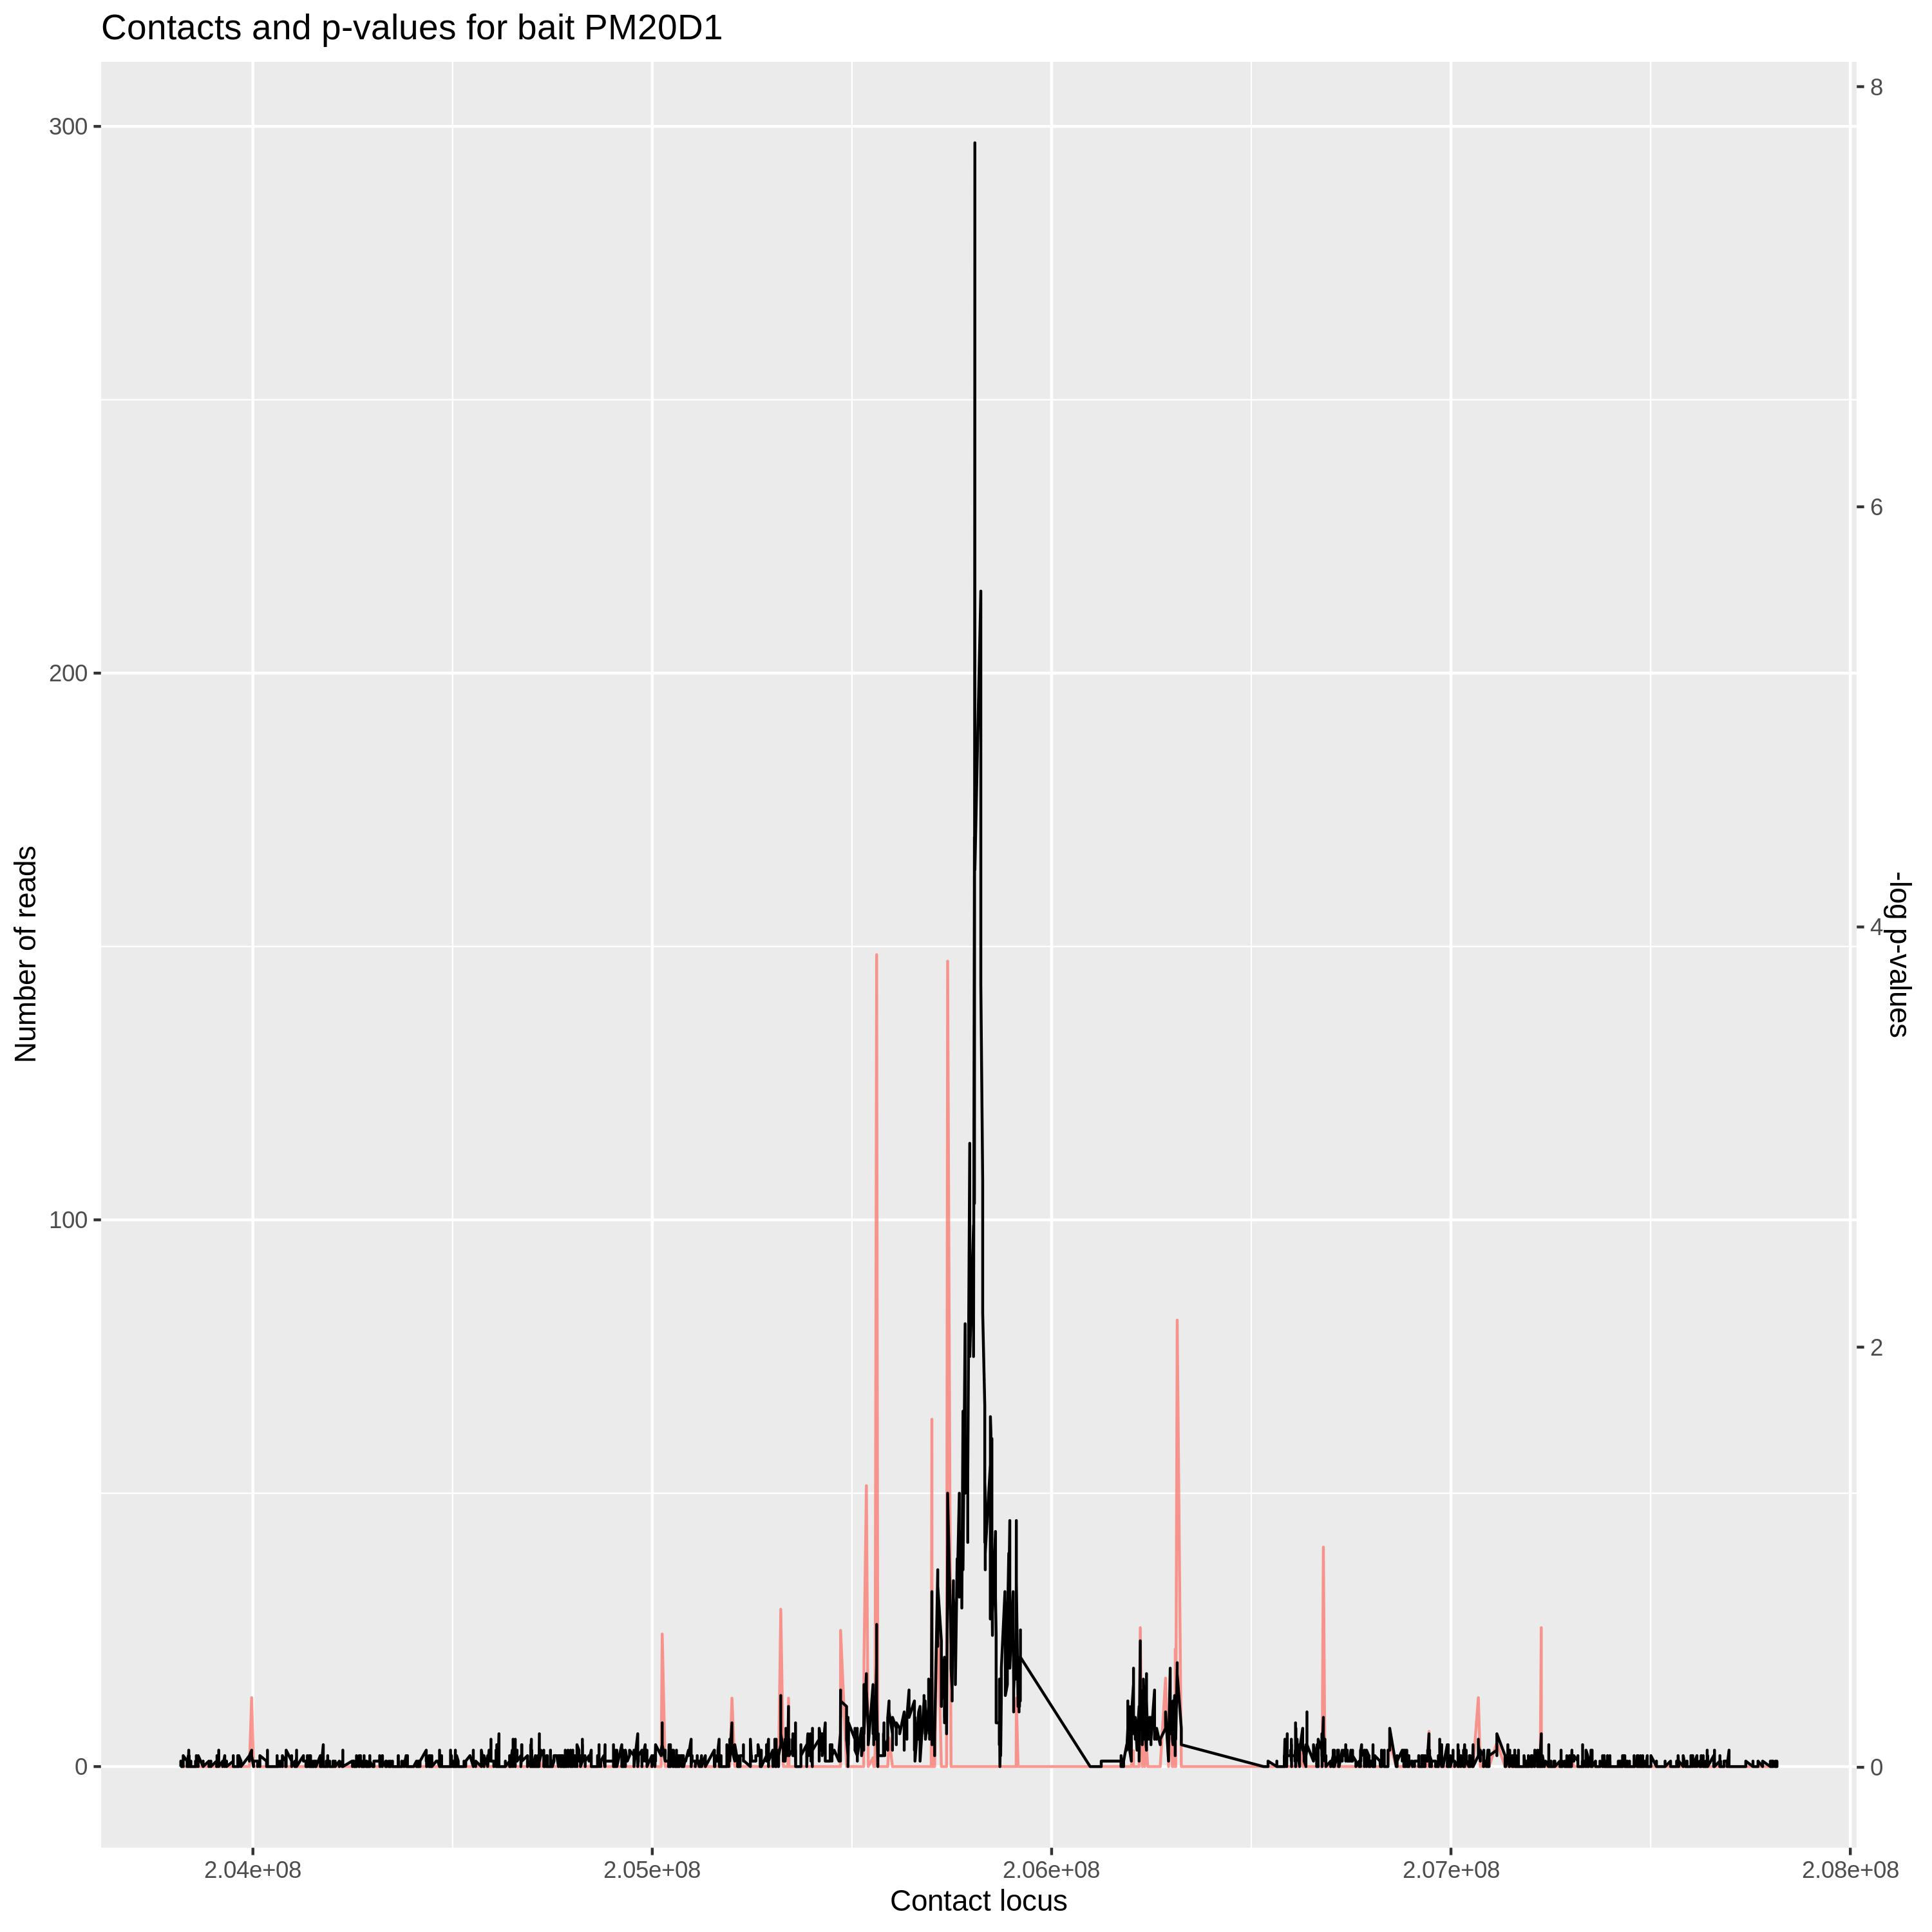 Contacts and p-values for bait PM20D1
300
200
100
0
Number of reads
8
6
4
2
0
-log p-values
2.04e+08
2.05e+08
2.06e+08
2.07e+08
2.08e+08
Contact locus